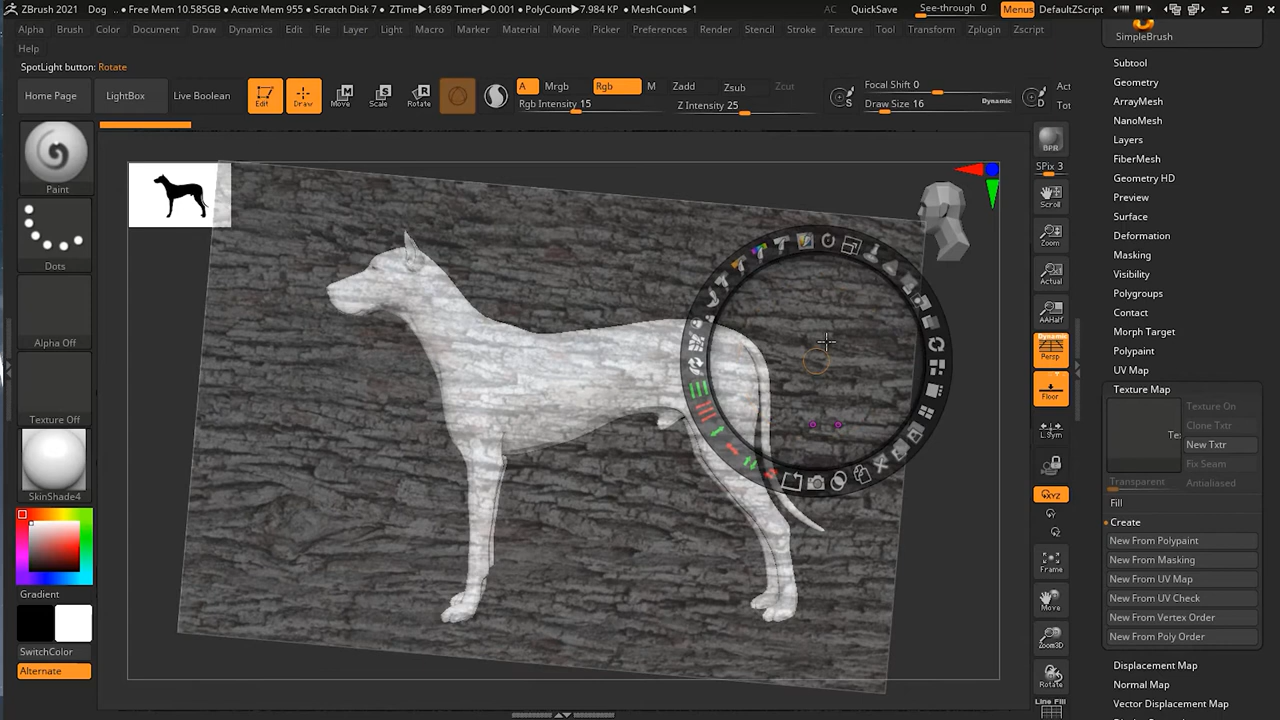 ZBrush 2021 Dog .. • Free Mem 10.585GB • Active Mem 955 • Scratch Disk 7 • ZTime▶1.689 Timer▶0.001 • PolyCount▶7.984 KP • MeshCount▶1 AC QuickSave See-through 0 Menus DefaultZScript
Alpha Brush Color Document Draw Dynamics Edit File Layer Light Macro Marker Material Movie Picker Preferences Render Stencil Stroke Texture Tool Transform Zplugin Zscript
Help
SpotLight button: Rotate
Home Page LightBox Live Boolean Edit Draw Move Scale Rotate A Mrgb Rgb M Zadd Zsub Zcut Focal Shift 0
Rgb Intensity 15 Z Intensity 25 S Draw Size 16 Dynamic D
Paint
Dots
Alpha Off
Texture Off
SkinShade4
Gradient
SwitchColor
Alternate
BPR
SPix 3
Scroll
Zoom
Actual
AAHalf
Dynamic
Persp
Floor
L.Sym
XYZ
Y
Z
Frame
Move
Zoom3D
Rotate
Line Fill
SimpleBrush
Subtool
Geometry
ArrayMesh
NanoMesh
Layers
FiberMesh
Geometry HD
Preview
Surface
Deformation
Masking
Visibility
Polygroups
Contact
Morph Target
Polypaint
UV Map
Texture Map
Texture On
Clone Txtr
New Txtr
Fix Seam
Transparent Antialiased
Fill
Create
New From Polypaint
New From Masking
New From UV Map
New From UV Check
New From Vertex Order
New From Poly Order
Displacement Map
Normal Map
Vector Displacement Map